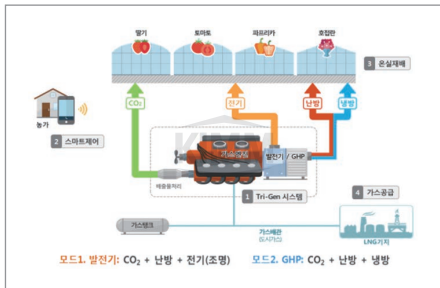 딸기 토마토 파프리카 호접란
3 온실재배
CO₂ 전기 난방 냉방
농가
2 스마트제어
가스엔진 발전기 / GHP
배출물처리
1 Tri-Gen 시스템
4 가스공급
가스탱크
가스배관
(도시가스)
LNG기지
모드1. 발전기: CO₂ + 난방 + 전기(조명) 모드2. GHP: CO₂ + 난방 + 냉방